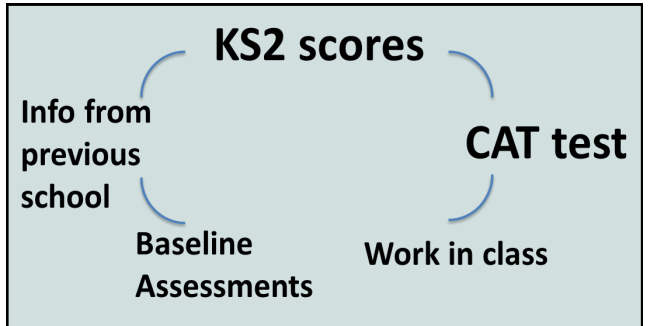 KS2 scores
Info from
previous
school
CAT test
Baseline
Assessments
Work in class